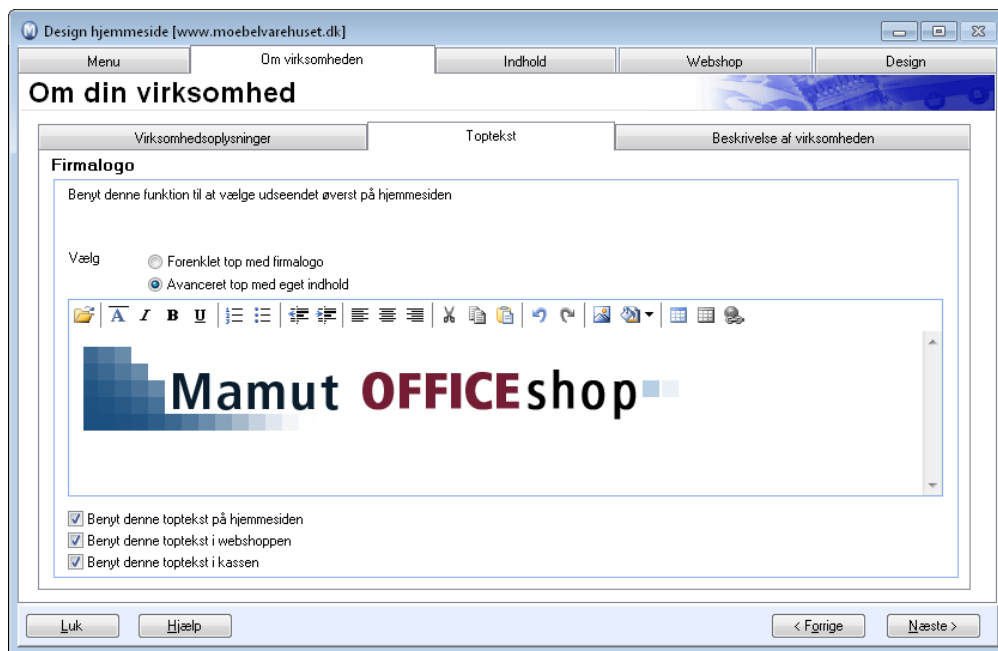 Design hjemmeside [www.moebelvarehuset.dk]
Menu Om virksomheden Indhold Webshop Design
Om din virksomhed
Virksomhedsoplysninger Toptekst Beskrivelse af virksomheden
Firmalogo
Benyt denne funktion til at vælge udseendet øverst på hjemmesiden
Vælg Forenklet top med firmalogo
Avanceret top med eget indhold
A I B U
Mamut OFFICEshop
Benyt denne toptekst på hjemmesiden
Benyt denne toptekst i webshoppen
Benyt denne toptekst i kassen
Luk Hjælp < Forrige Næste >